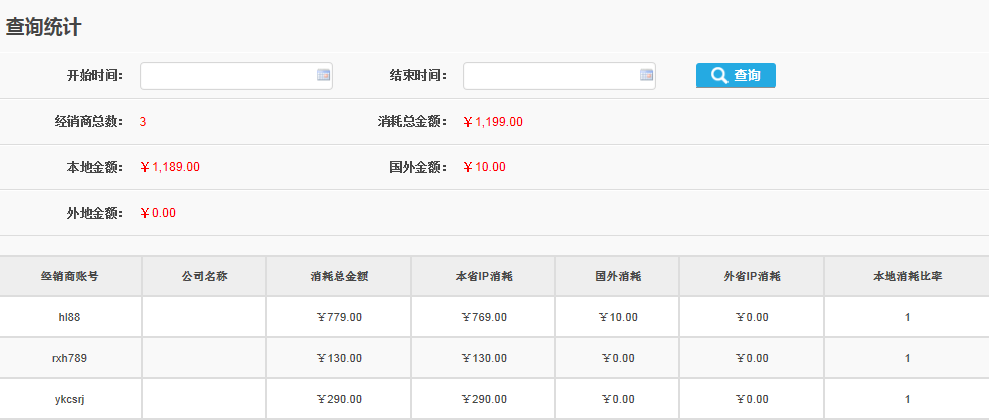 查询统计
开始时间： 结束时间： 查询
经销商总数： 3 消耗总金额： ￥1,199.00
本地金额： ￥1,189.00 国外金额： ￥10.00
外地金额： ￥0.00
经销商账号 公司名称 消耗总金额 本省IP消耗 国外消耗 外省IP消耗 本地消耗比率
hl88 ￥779.00 ￥769.00 ￥10.00 ￥0.00 1
rxh789 ￥130.00 ￥130.00 ￥0.00 ￥0.00 1
ykcsrj ￥290.00 ￥290.00 ￥0.00 ￥0.00 1